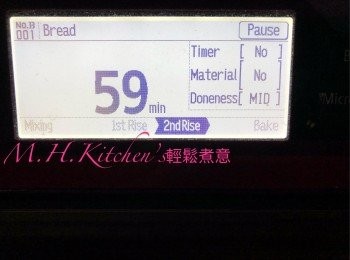 No.B
001 Bread
Pause
Timer [ No ]
Material [ No ]
Doneness [ MID ]
59 min
Mixing 1st Rise 2nd Rise Bake
M.H.Kitchen's輕鬆煮意